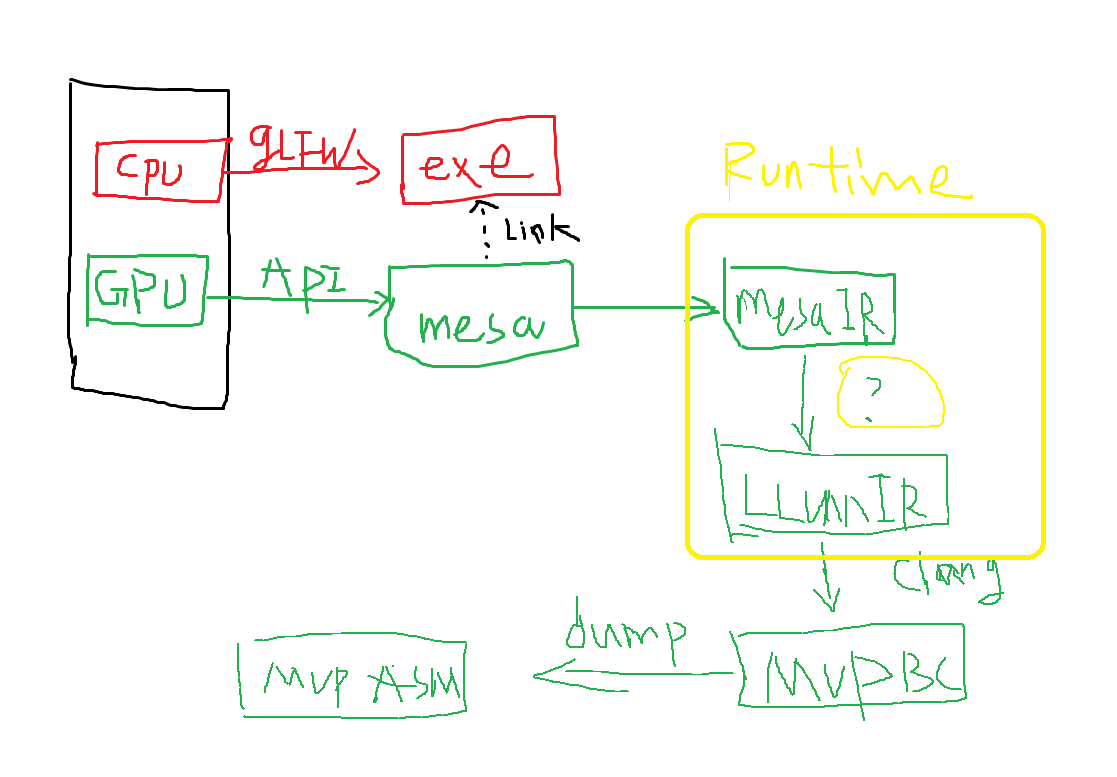 CPU
gLFW
exe
Runtime
Link
GPU
API
mesa
mesaIR
?
LLvmIR
clang
dump
MVP ASM
MVPBC